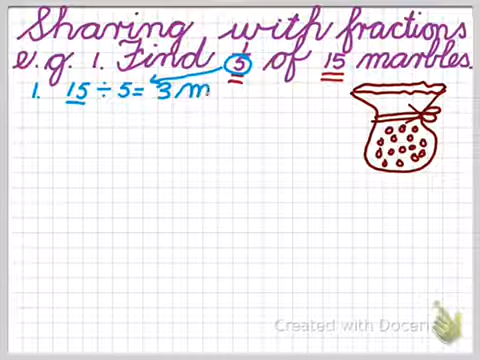 Sharing with fractions
e.g. 1. Find 1/5 of 15 marbles.
1. 15 ÷ 5 = 3 m
Created with Doceri